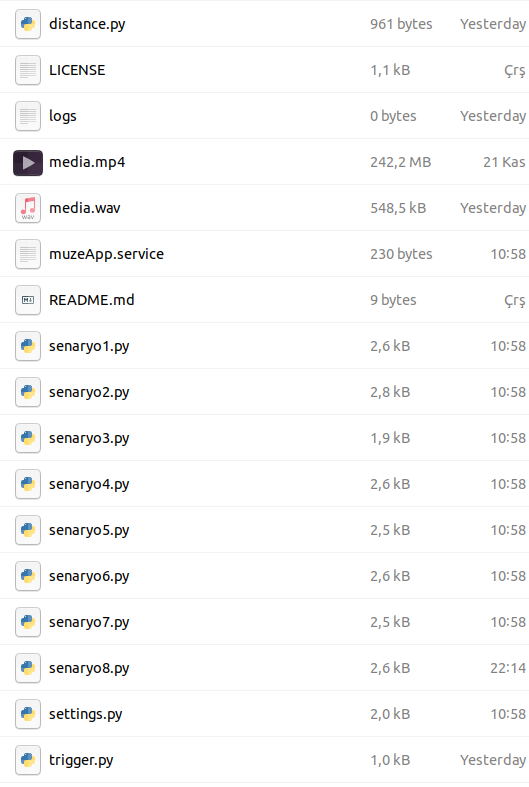 distance.py 961 bytes Yesterday
LICENSE 1,1 kB Çrş
logs 0 bytes Yesterday
media.mp4 242,2 MB 21 Kas
wav media.wav 548,5 kB Yesterday
muzeApp.service 230 bytes 10:58
M README.md 9 bytes Çrş
senaryo1.py 2,6 kB 10:58
senaryo2.py 2,8 kB 10:58
senaryo3.py 1,9 kB 10:58
senaryo4.py 2,6 kB 10:58
senaryo5.py 2,5 kB 10:58
senaryo6.py 2,6 kB 10:58
senaryo7.py 2,5 kB 10:58
senaryo8.py 2,6 kB 22:14
settings.py 2,0 kB 10:58
trigger.py 1,0 kB Yesterday